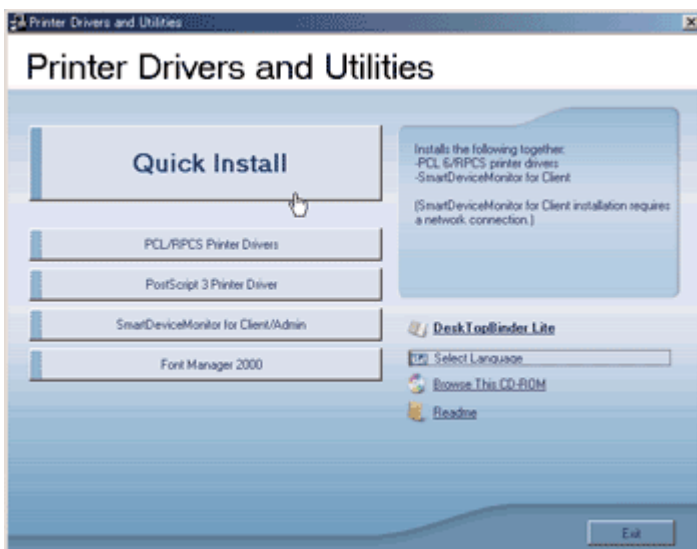 Printer Drivers and Utilities
Printer Drivers and Utilities
Quick Install
Installs the following together:
-PCL 6/RPCS printer drivers
-SmartDeviceMonitor for Client
(SmartDeviceMonitor for Client installation requires
a network connection.)
PCL/RPCS Printer Drivers
PostScript 3 Printer Driver
SmartDeviceMonitor for Client/Admin
Font Manager 2000
DeskTopBinder Lite
Select Language
Browse This CD-ROM
Readme
Exit